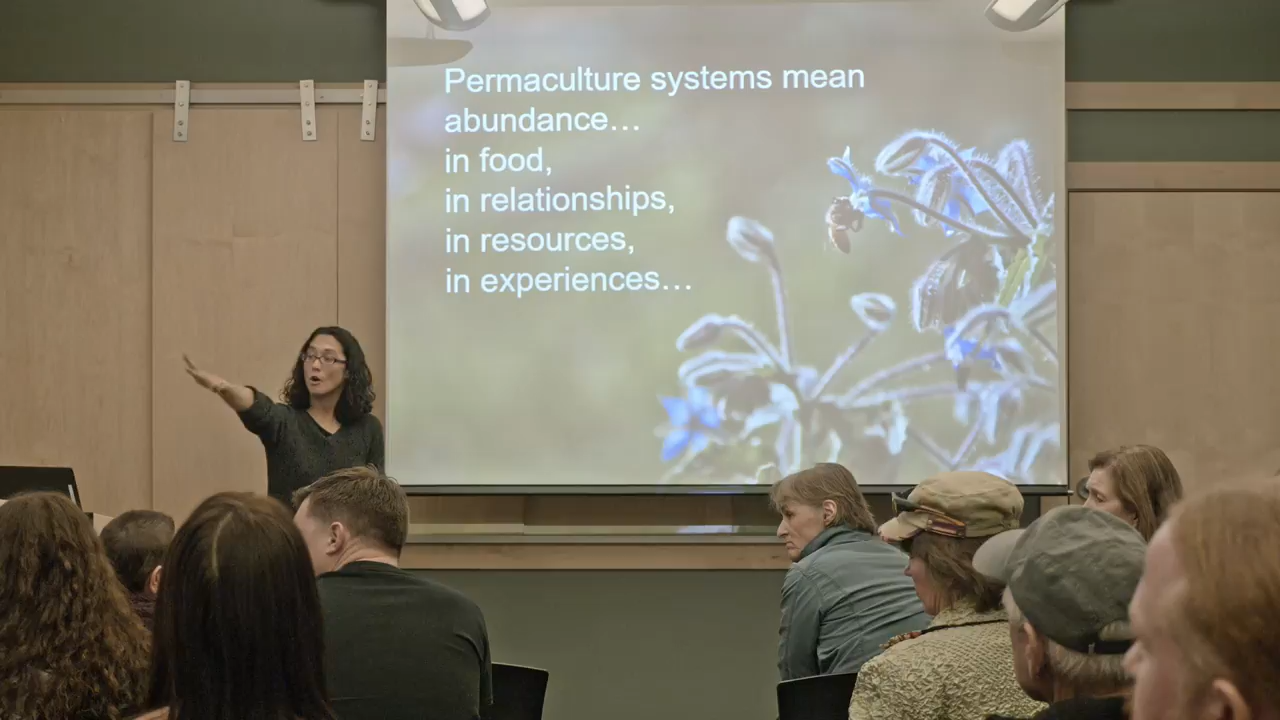 Permaculture systems mean
abundance…
in food,
in relationships,
in resources,
in experiences…